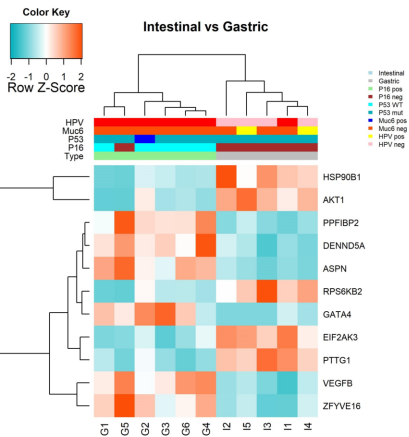 Color Key
-2 -1 0 1 2
Row Z-Score
Intestinal vs Gastric
Intestinal
Gastric
P16 pos
P16 neg
P53 WT
P53 mut
Muc6 pos
Muc6 neg
HPV pos
HPV neg
HPV
Muc6
P53
P16
Type
HSP90B1
AKT1
PPFIBP2
DENND5A
ASPN
RPS6KB2
GATA4
EIF2AK3
PTTG1
VEGFB
ZFYVE16
G1 G5 G2 G3 G6 G4 I2 I5 I3 I1 I4